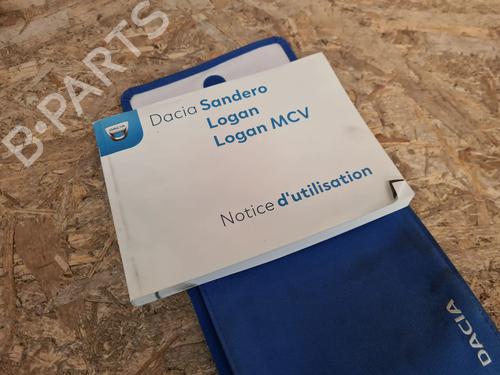 B-PARTS
Dacia Sandero
Logan
Logan MCV
Notice d'utilisation
DACIA